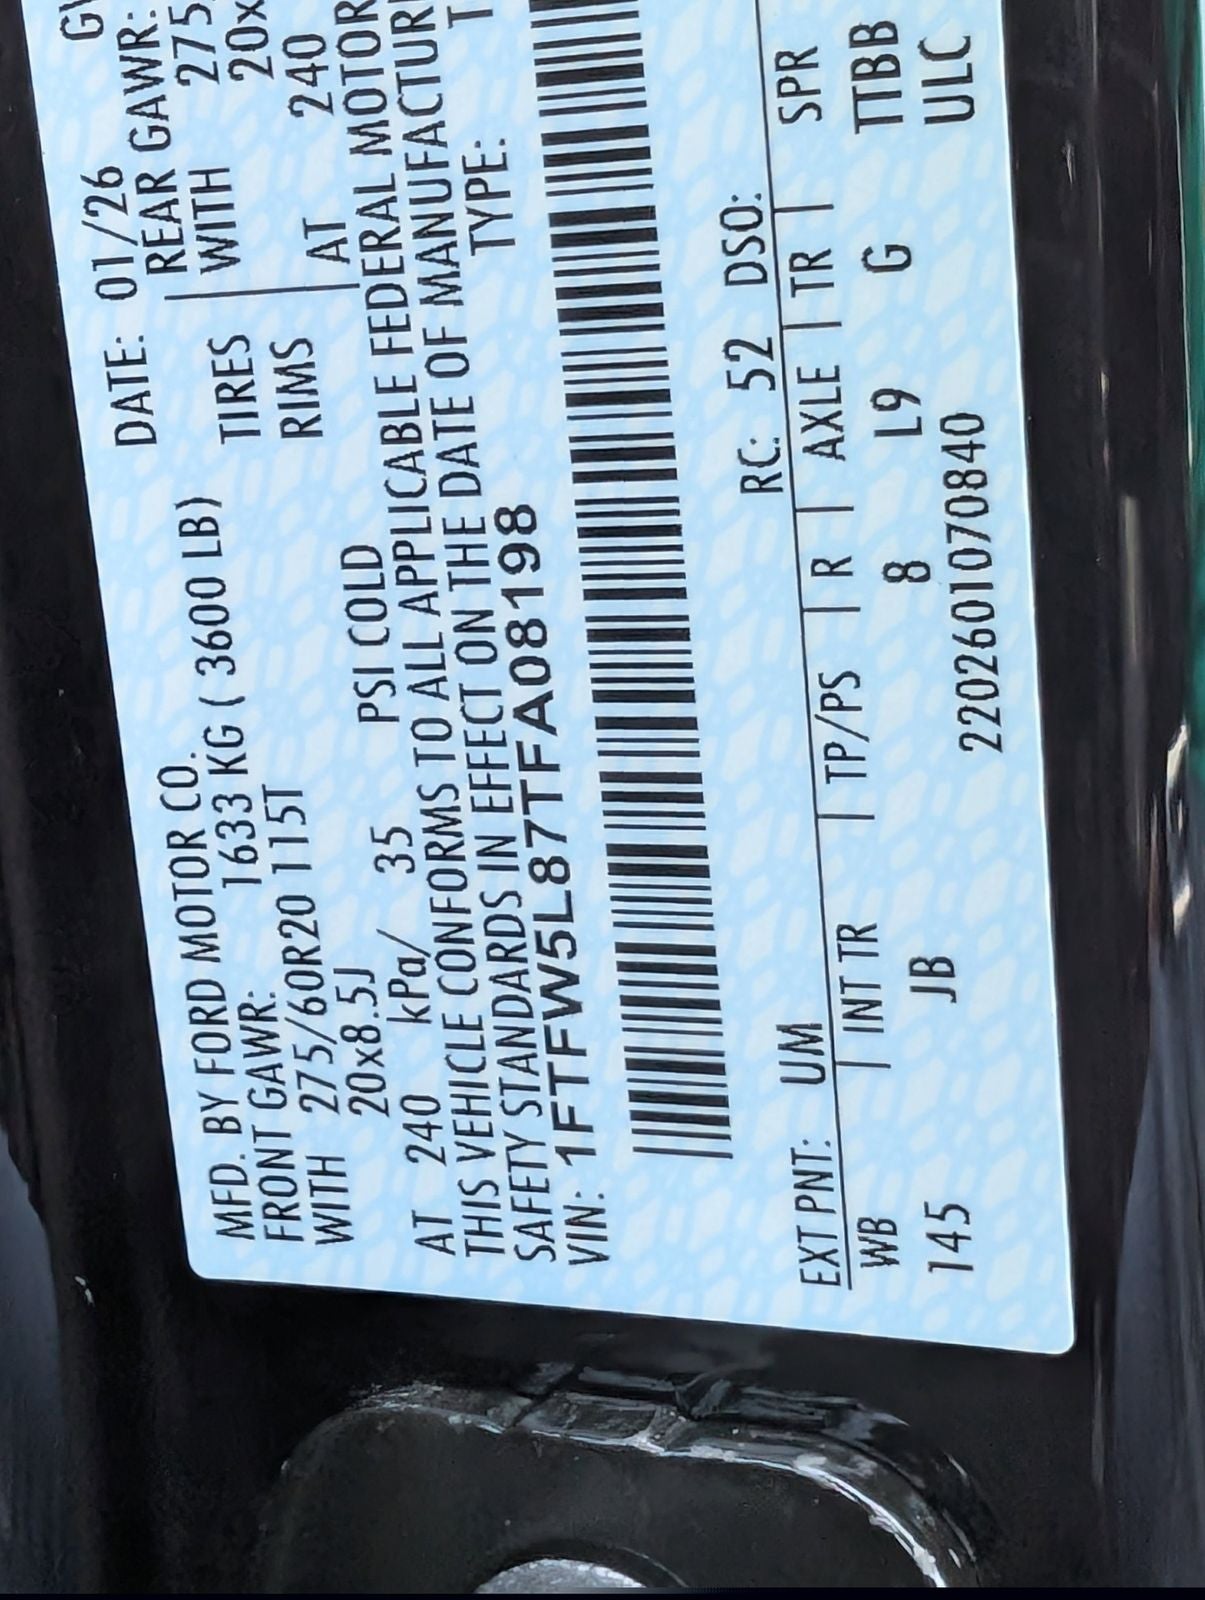 MFD. BY FORD MOTOR CO. DATE: 01/26
FRONT GAWR: 1633 KG ( 3600 LB) REAR GAWR:
WITH 275/60R20 115T TIRES WITH 275
20x8.5J RIMS 20x
AT 240 kPa/ 35 PSI COLD AT 240
THIS VEHICLE CONFORMS TO ALL APPLICABLE FEDERAL MOTOR
SAFETY STANDARDS IN EFFECT ON THE DATE OF MANUFACTUR
VIN: 1FTFW5L87TFA08198 TYPE: T
EXT PNT: UM RC: 52 DSO:
WB | INT TR | TP/PS | R | AXLE | TR | SPR
145 JB 8 L9 G TTBB
2202601070840 ULC